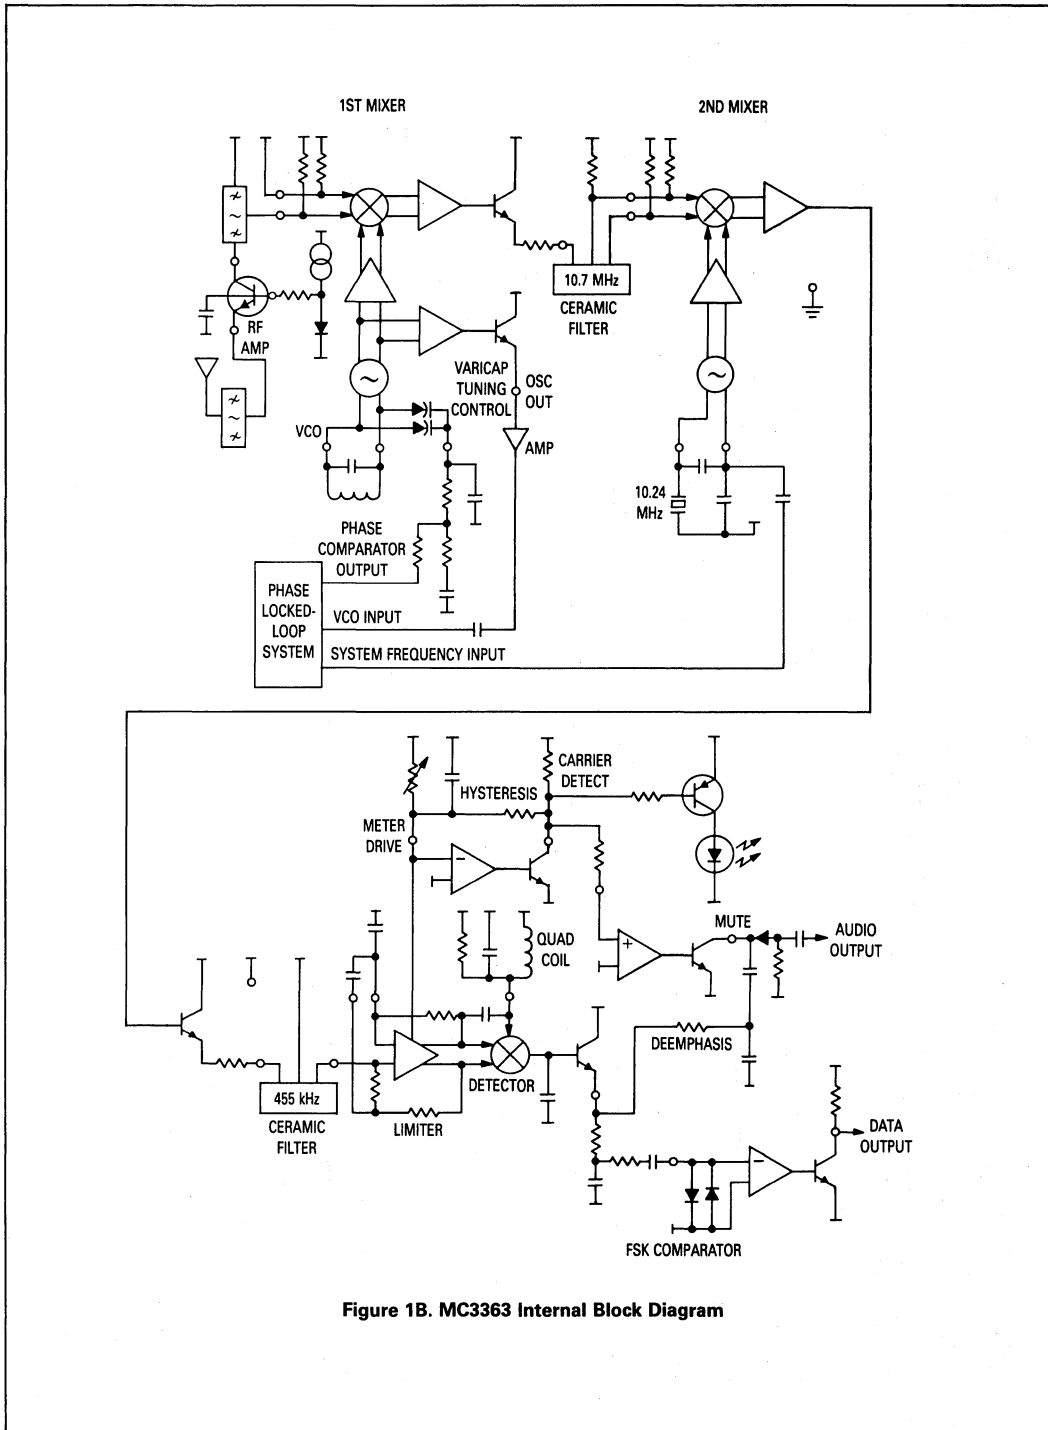 1ST MIXER
2ND MIXER
RF
AMP
VARICAP
TUNING
CONTROL
OSC
OUT
AMP
10.7 MHz
CERAMIC
FILTER
VCO
10.24
MHz
PHASE
COMPARATOR
OUTPUT
PHASE
LOCKED-
LOOP
SYSTEM
VCO INPUT
SYSTEM FREQUENCY INPUT
CARRIER
DETECT
HYSTERESIS
METER
DRIVE
-
QUAD
COIL
+
MUTE
AUDIO
OUTPUT
DEEMPHASIS
DETECTOR
LIMITER
455 kHz
CERAMIC
FILTER
-
DATA
OUTPUT
FSK COMPARATOR
Figure 1B. MC3363 Internal Block Diagram